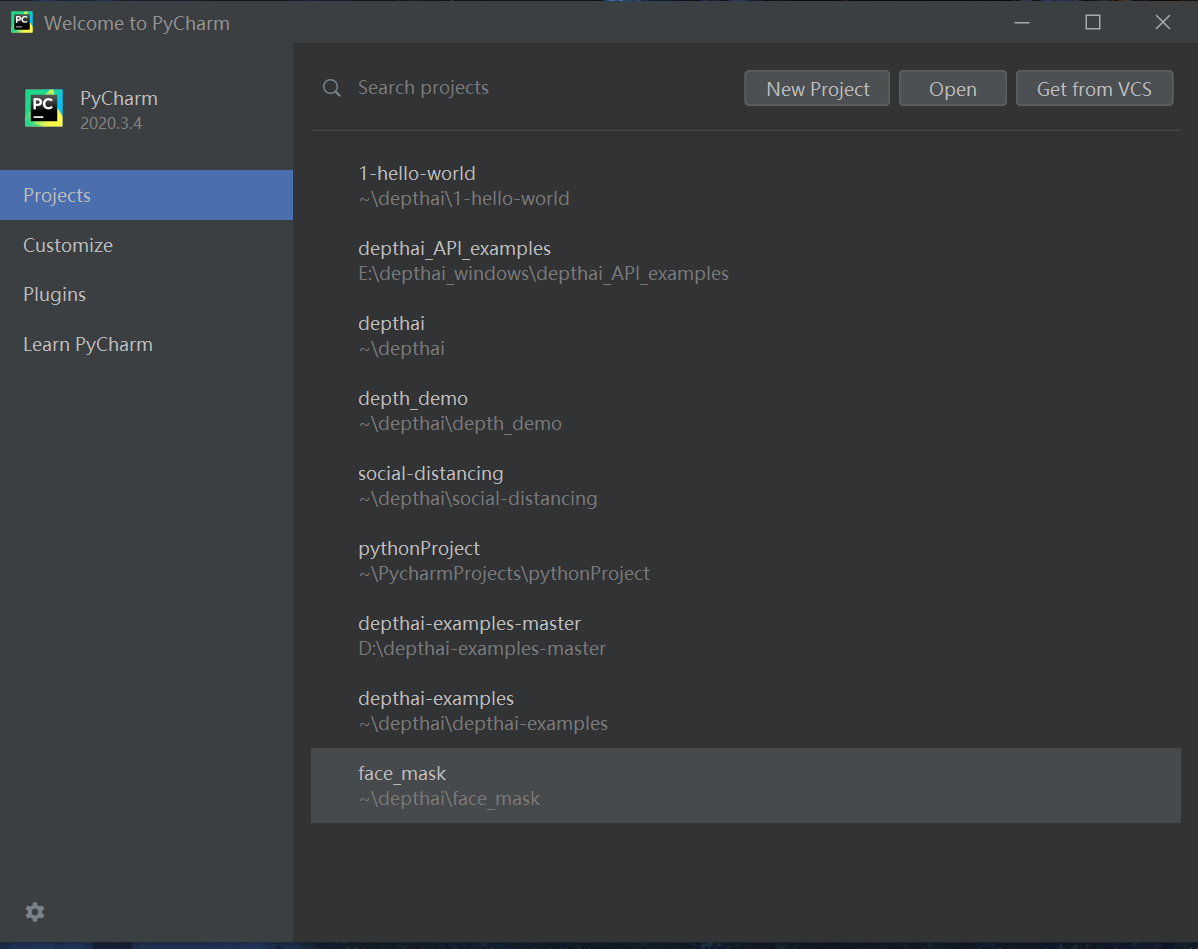 Welcome to PyCharm
PC
PyCharm
2020.3.4
Projects
Customize
Plugins
Learn PyCharm
Search projects
New Project
Open
Get from VCS
1-hello-world
~\depthai\1-hello-world
depthai_API_examples
E:\depthai_windows\depthai_API_examples
depthai
~\depthai
depth_demo
~\depthai\depth_demo
social-distancing
~\depthai\social-distancing
pythonProject
~\PycharmProjects\pythonProject
depthai-examples-master
D:\depthai-examples-master
depthai-examples
~\depthai\depthai-examples
face_mask
~\depthai\face_mask